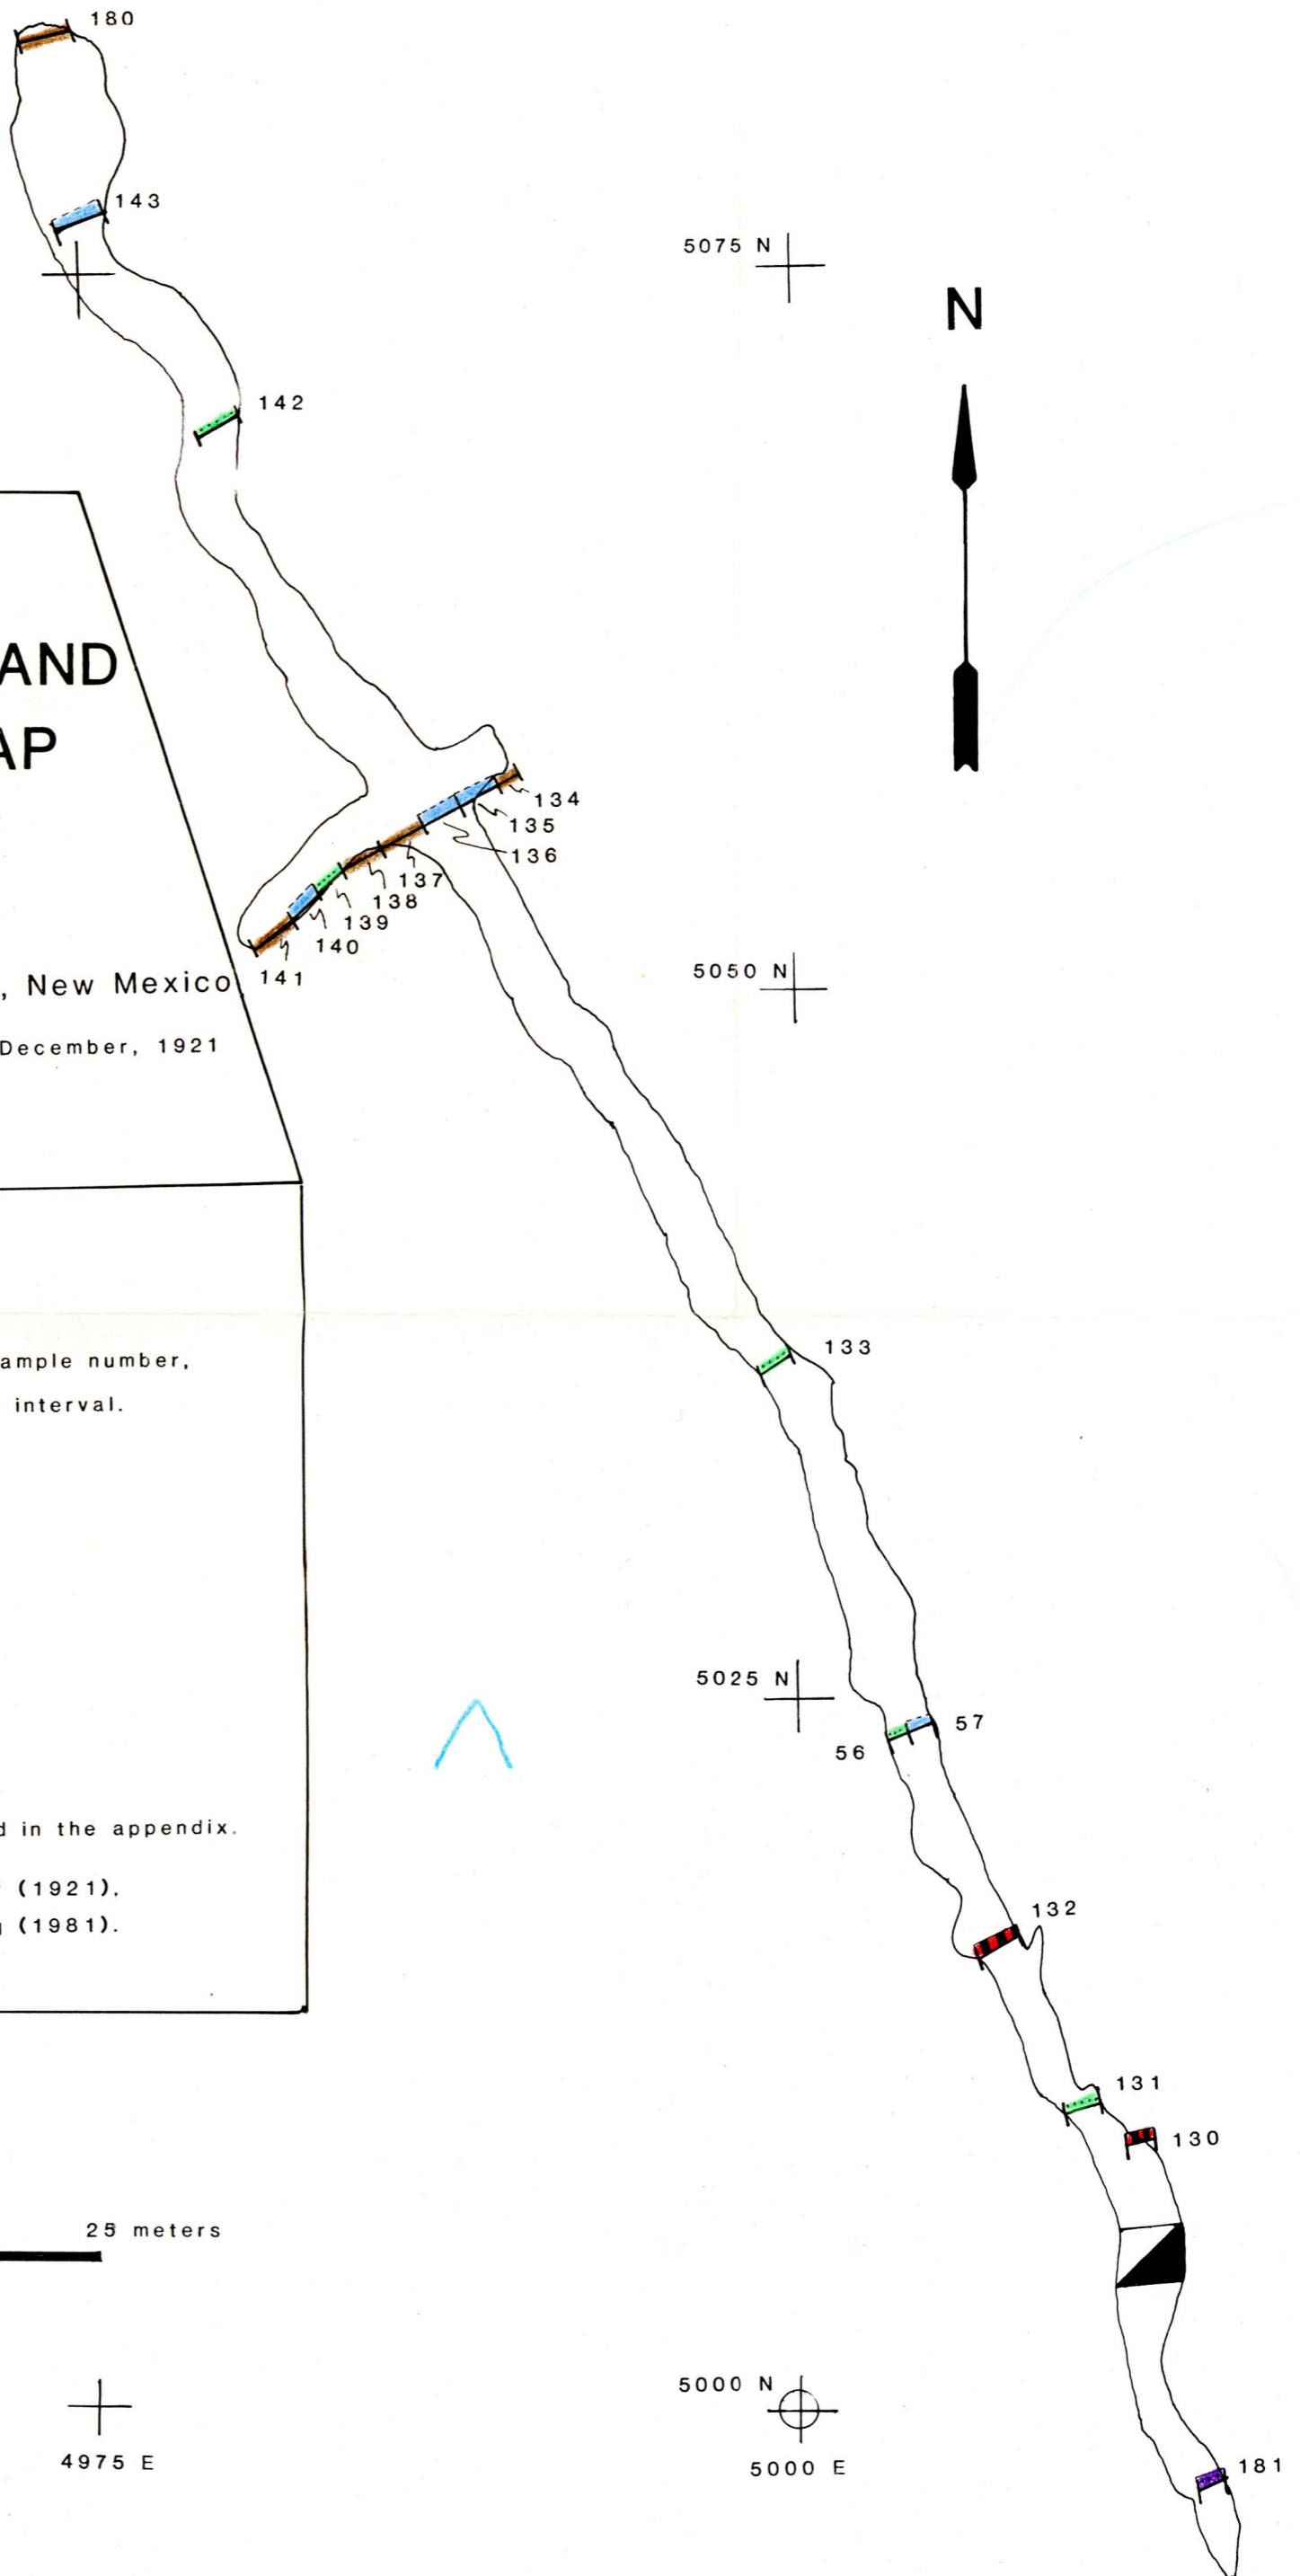 180
143
5075 N
N
142
AND
AP
134
135
136
137
138
139
140
141
5050 N
, New Mexico
December, 1921
133
ample number,
interval.
5025 N
57
56
d in the appendix.
(1921),
(1981).
132
131
130
25 meters
5000 N
4975 E
5000 E
181